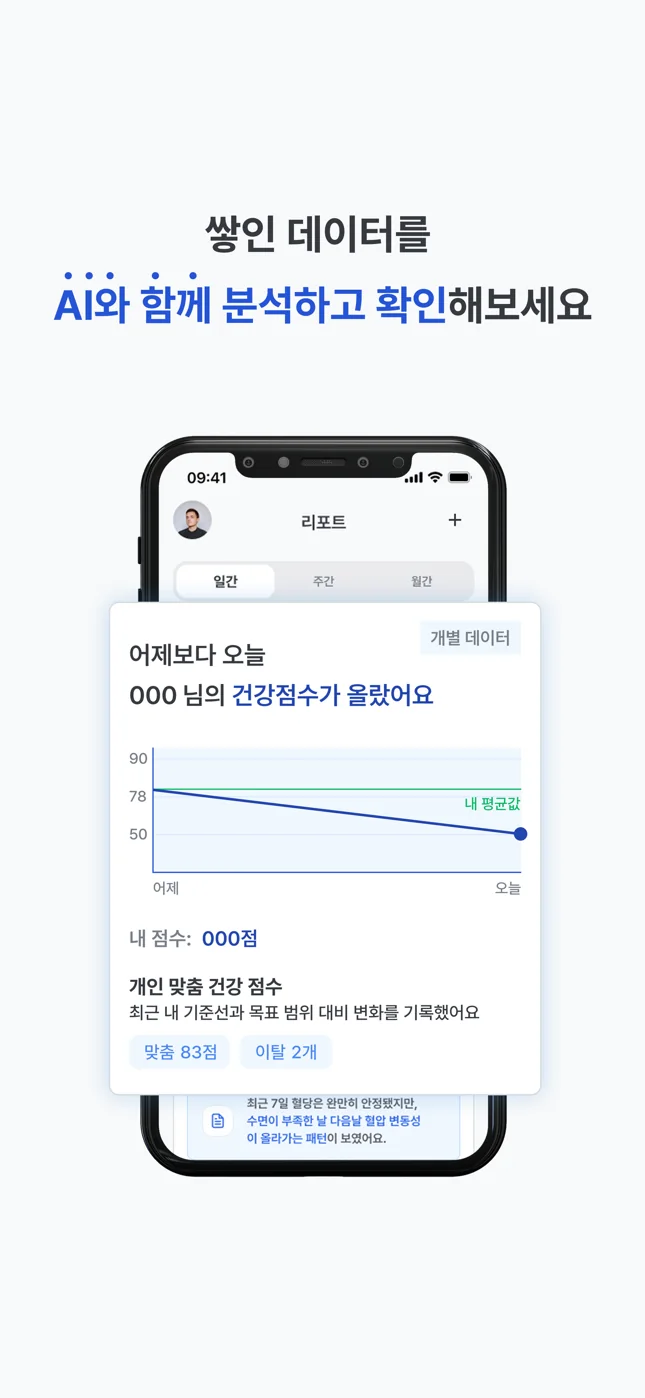 쌓인 데이터를
AI와 함께 분석하고 확인해보세요
09:41
리포트
+
일간 주간 월간
개별 데이터
어제보다 오늘
000 님의 건강점수가 올랐어요
90
78
내 평균값
50
어제 오늘
내 점수: 000점
개인 맞춤 건강 점수
최근 내 기준선과 목표 범위 대비 변화를 기록했어요
맞춤 83점 이탈 2개
최근 7일 혈당은 완만히 안정됐지만,
수면이 부족한 날 다음날 혈압 변동성
이 올라가는 패턴이 보였어요.